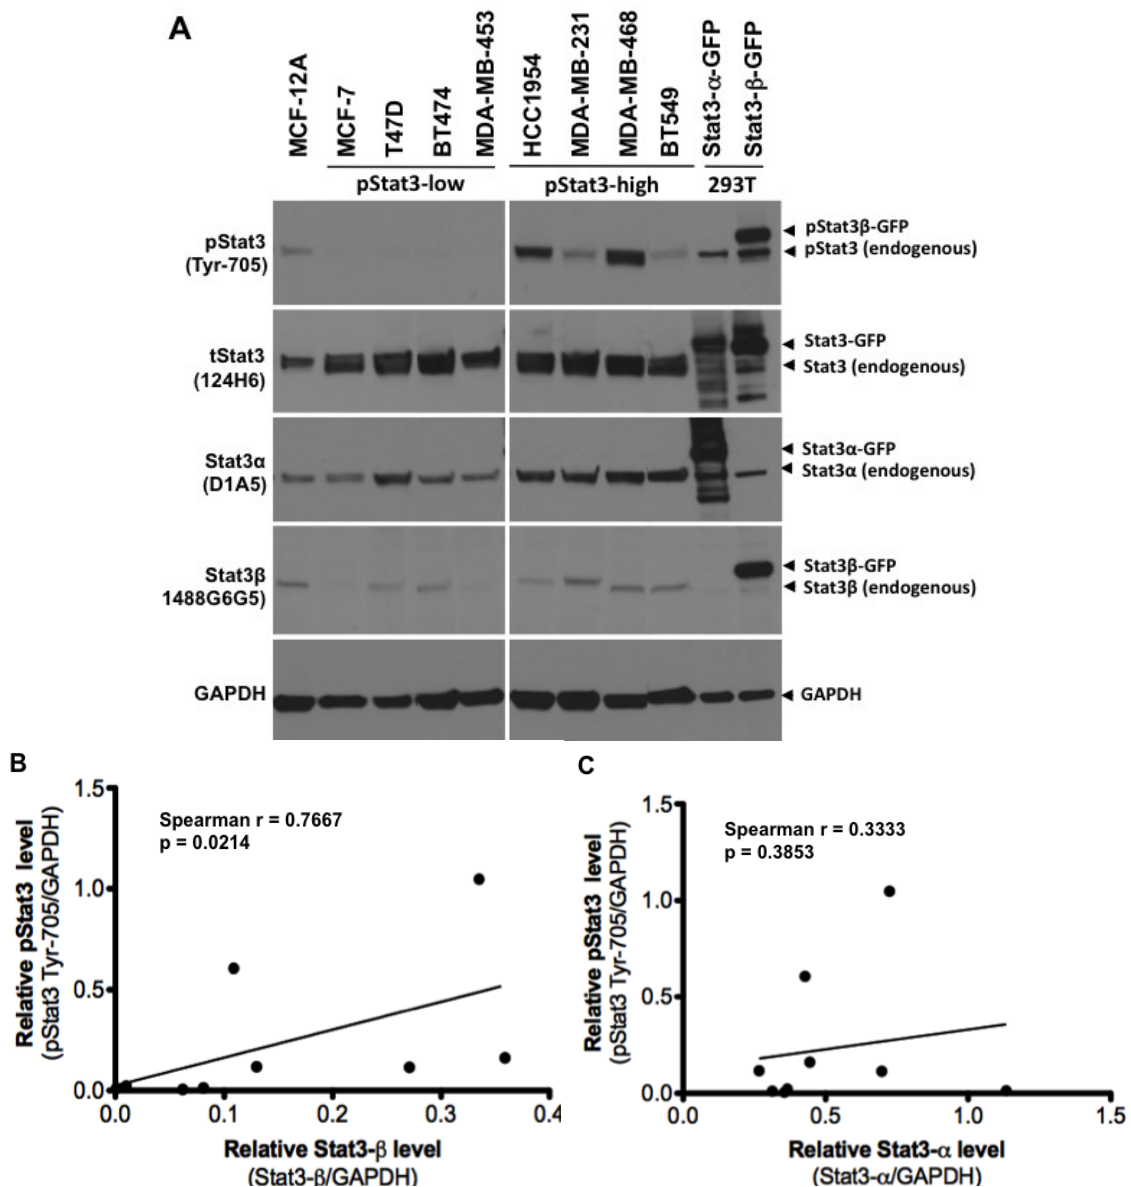 A
MCF-12A
MCF-7
T47D
BT474
MDA-MB-453
HCC1954
MDA-MB-231
MDA-MB-468
BT549
Stat3-α-GFP
Stat3-β-GFP
pStat3-low
pStat3-high
293T
pStat3
(Tyr-705)
pStat3β-GFP
pStat3 (endogenous)
tStat3
(124H6)
Stat3-GFP
Stat3 (endogenous)
Stat3α
(D1A5)
Stat3α-GFP
Stat3α (endogenous)
Stat3β
1488G6G5)
Stat3β-GFP
Stat3β (endogenous)
GAPDH
GAPDH
B
Relative pStat3 level
(pStat3 Tyr-705/GAPDH)
1.5
1.0
0.5
0.0
Spearman r = 0.7667
p = 0.0214
0.0
0.1
0.2
0.3
0.4
Relative Stat3-β level
(Stat3-β/GAPDH)
C
Relative pStat3 level
(pStat3 Tyr-705/GAPDH)
1.5
1.0
0.5
0.0
Spearman r = 0.3333
p = 0.3853
0.0
0.5
1.0
1.5
Relative Stat3-α level
(Stat3-α/GAPDH)